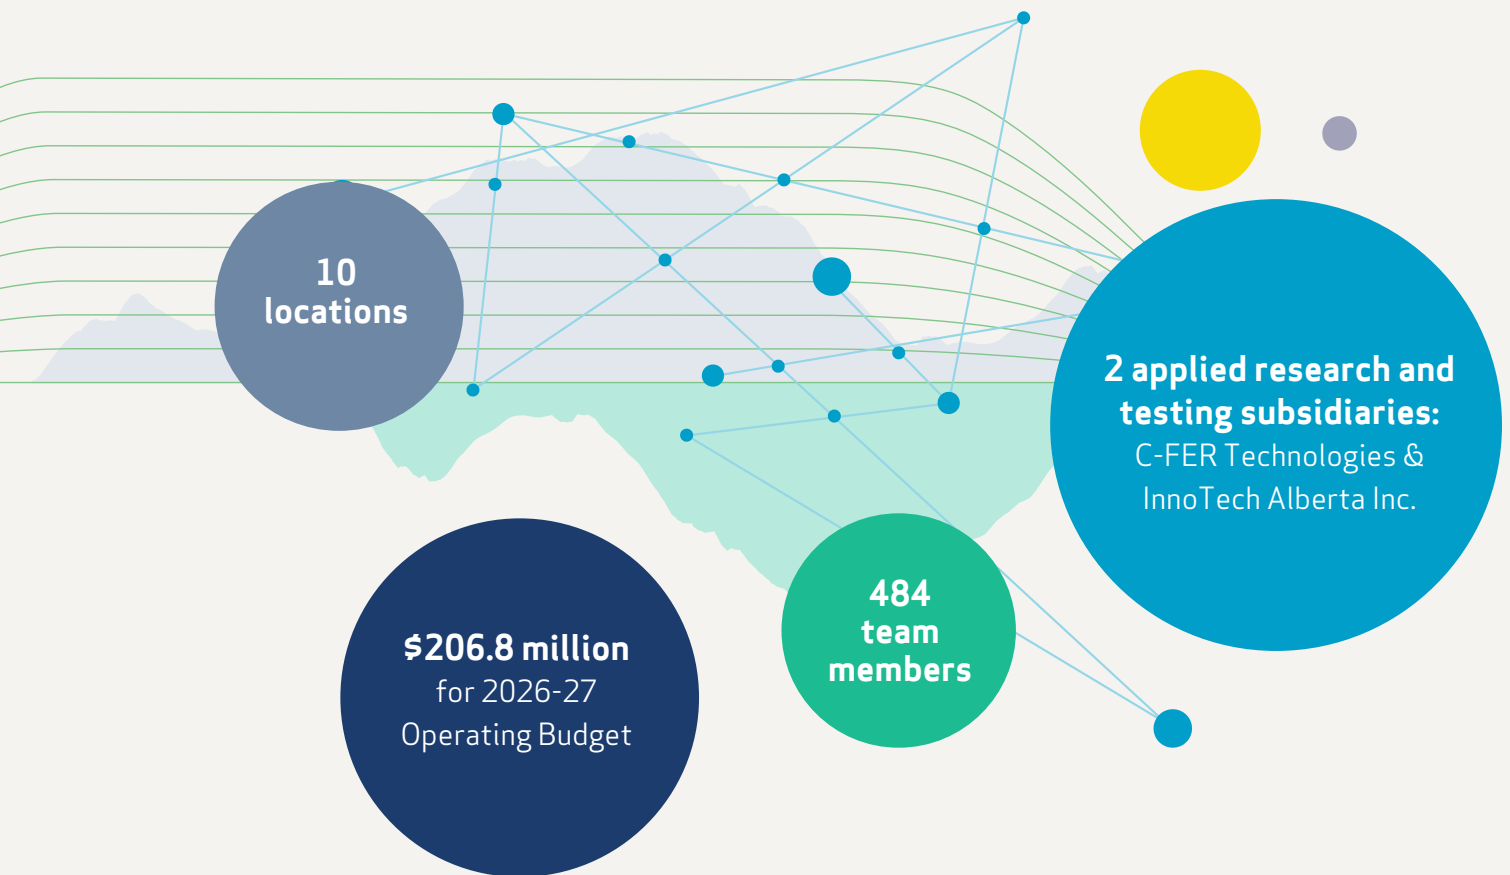 10
locations
2 applied research and
testing subsidiaries:
C-FER Technologies &
InnoTech Alberta Inc.
$206.8 million
for 2026-27
Operating Budget
484
team
members